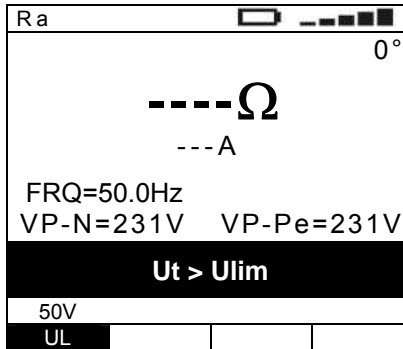 Ra
0°
----Ω
---A
FRQ=50.0Hz
VP-N=231V VP-Pe=231V
Ut > Ulim
50V
UL